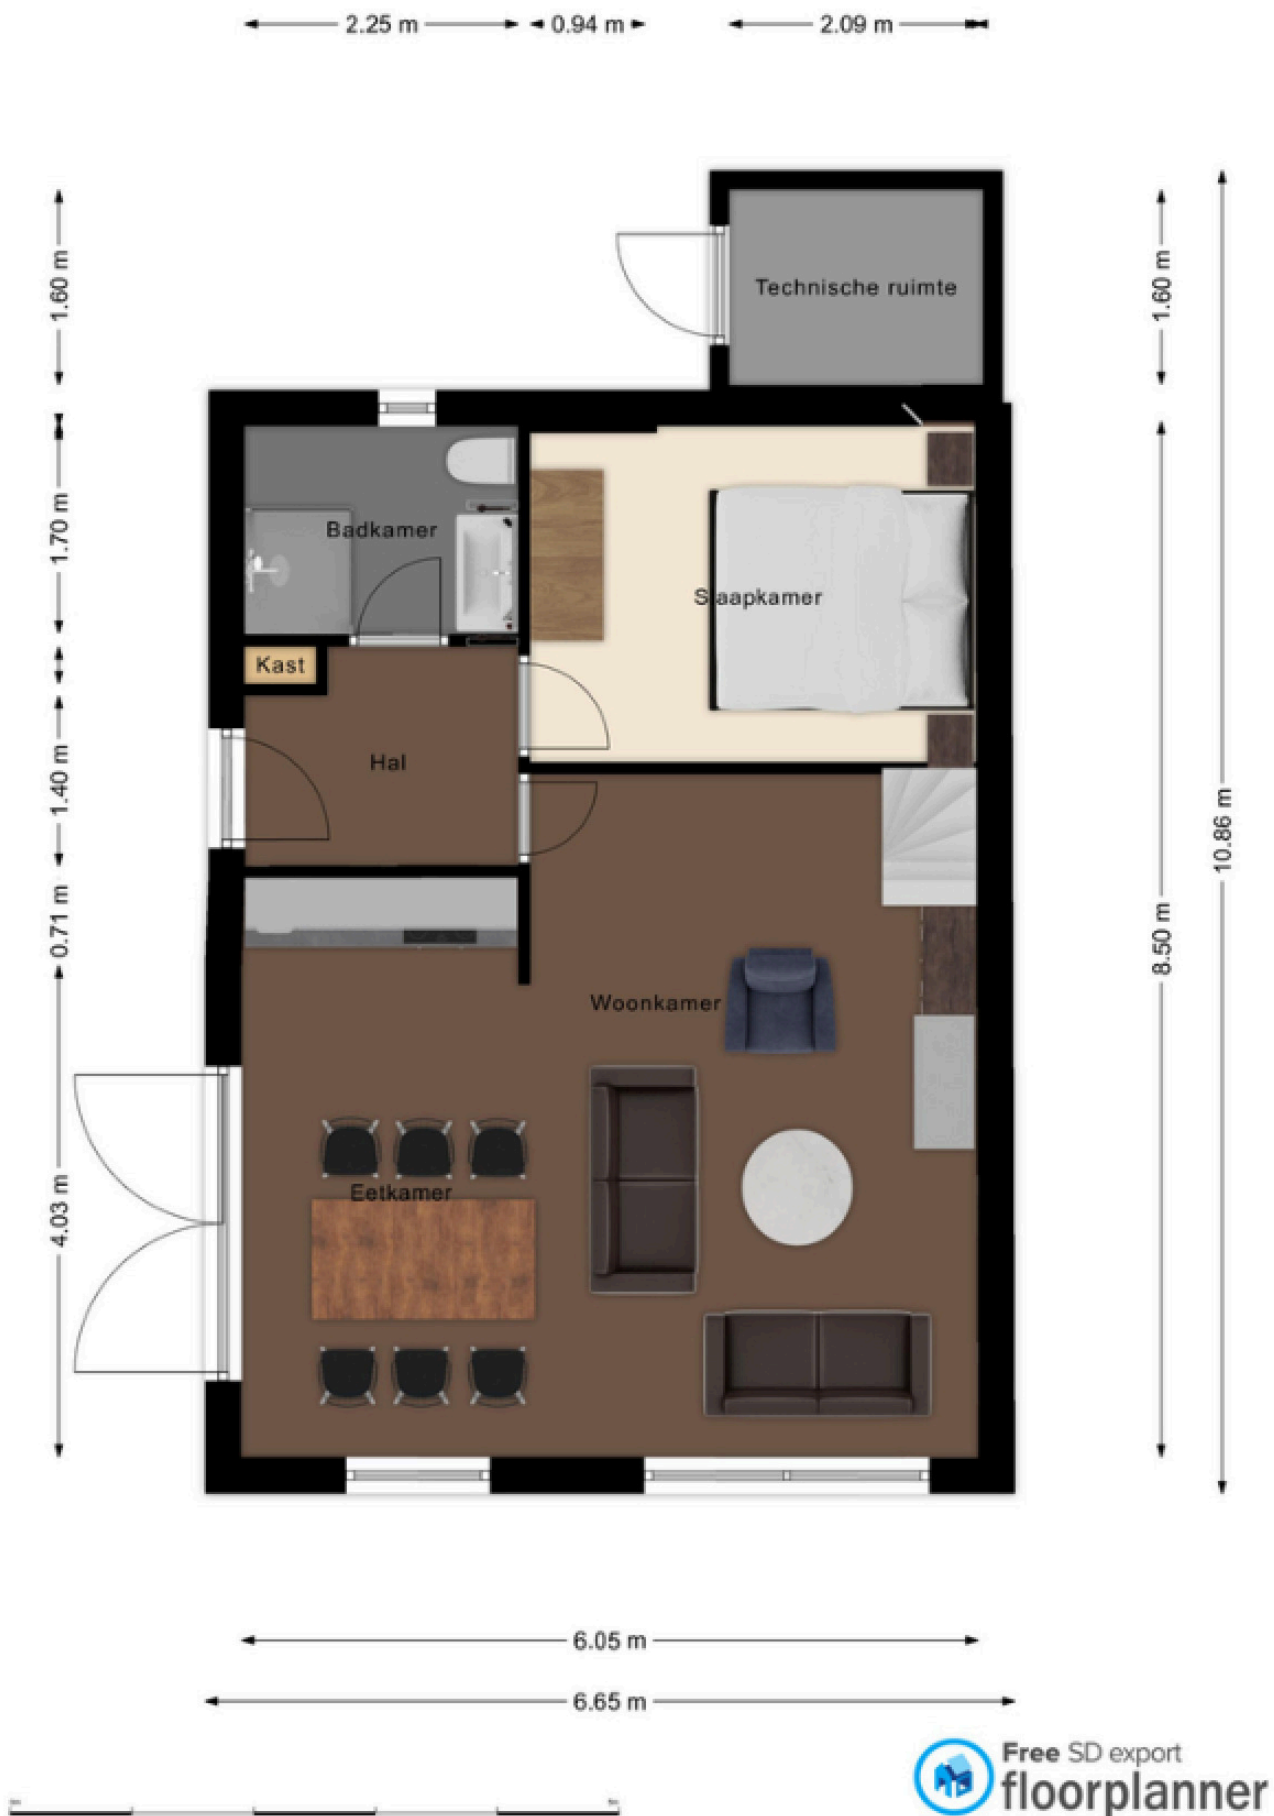 2.25 m
0.94 m
2.09 m
1.60 m
Technische ruimte
1.60 m
1.70 m
Badkamer
Slaapkamer
Kast
Hal
1.40 m
10.86 m
0.71 m
8.50 m
Woonkamer
Eetkamer
4.03 m
6.05 m
6.65 m
Free SD export
floorplanner